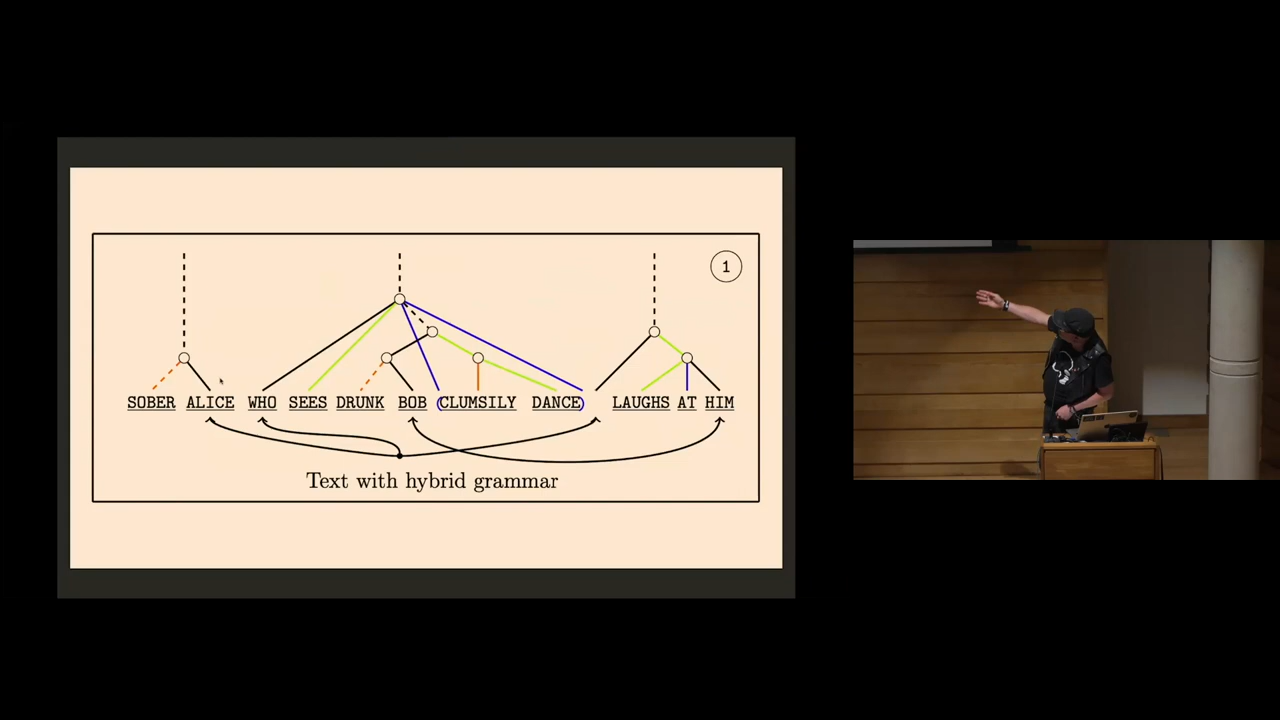 1
SOBER ALICE WHO SEES DRUNK BOB (CLUMSILY DANCE) LAUGHS AT HIM
Text with hybrid grammar